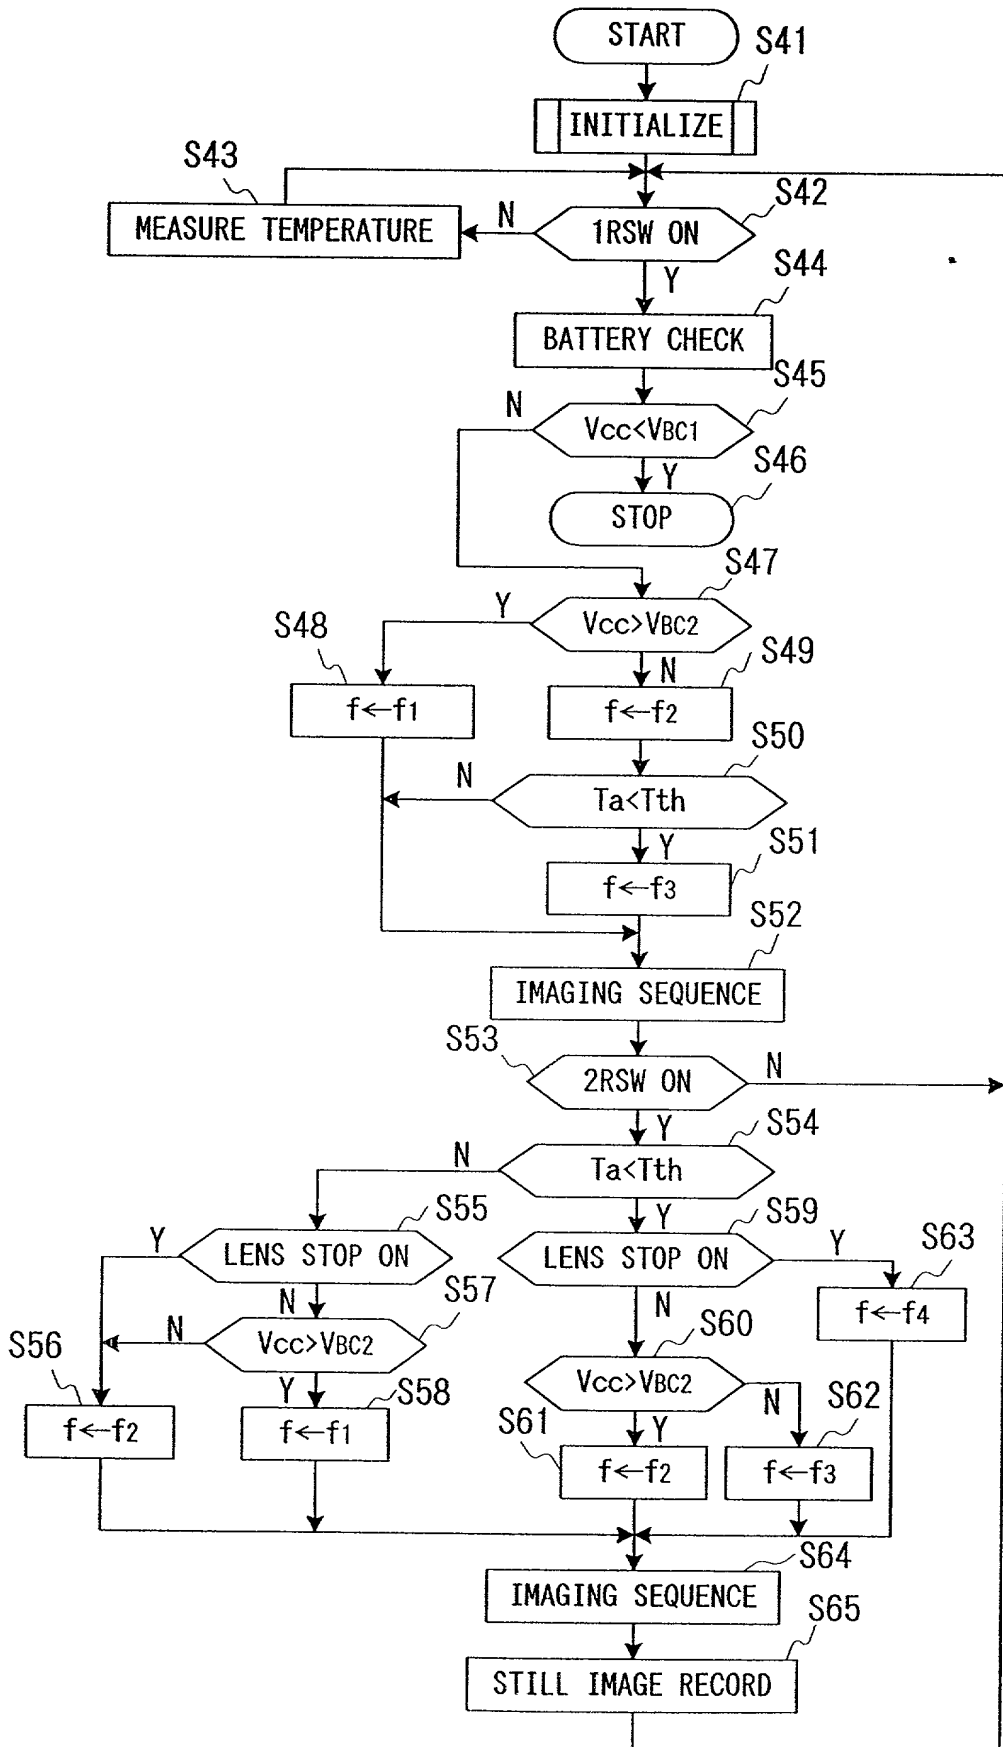 START
S41
INITIALIZE
S43
S42
MEASURE TEMPERATURE
N
1RSW ON
Y
S44
BATTERY CHECK
S45
N
Vcc<VBC1
Y
S46
STOP
S47
Y
Vcc>VBC2
S48
N
S49
f←f1
f←f2
S50
N
Ta<Tth
Y
S51
f←f3
S52
IMAGING SEQUENCE
S53
2RSW ON
N
Y
S54
N
Ta<Tth
S55
Y
S59
Y
LENS STOP ON
LENS STOP ON
Y
S63
N
S57
N
f←f4
S56
N
Vcc>VBC2
S60
Y
S58
Vcc>VBC2
N
S62
f←f2
f←f1
S61
Y
f←f2
f←f3
S64
IMAGING SEQUENCE
S65
STILL IMAGE RECORD